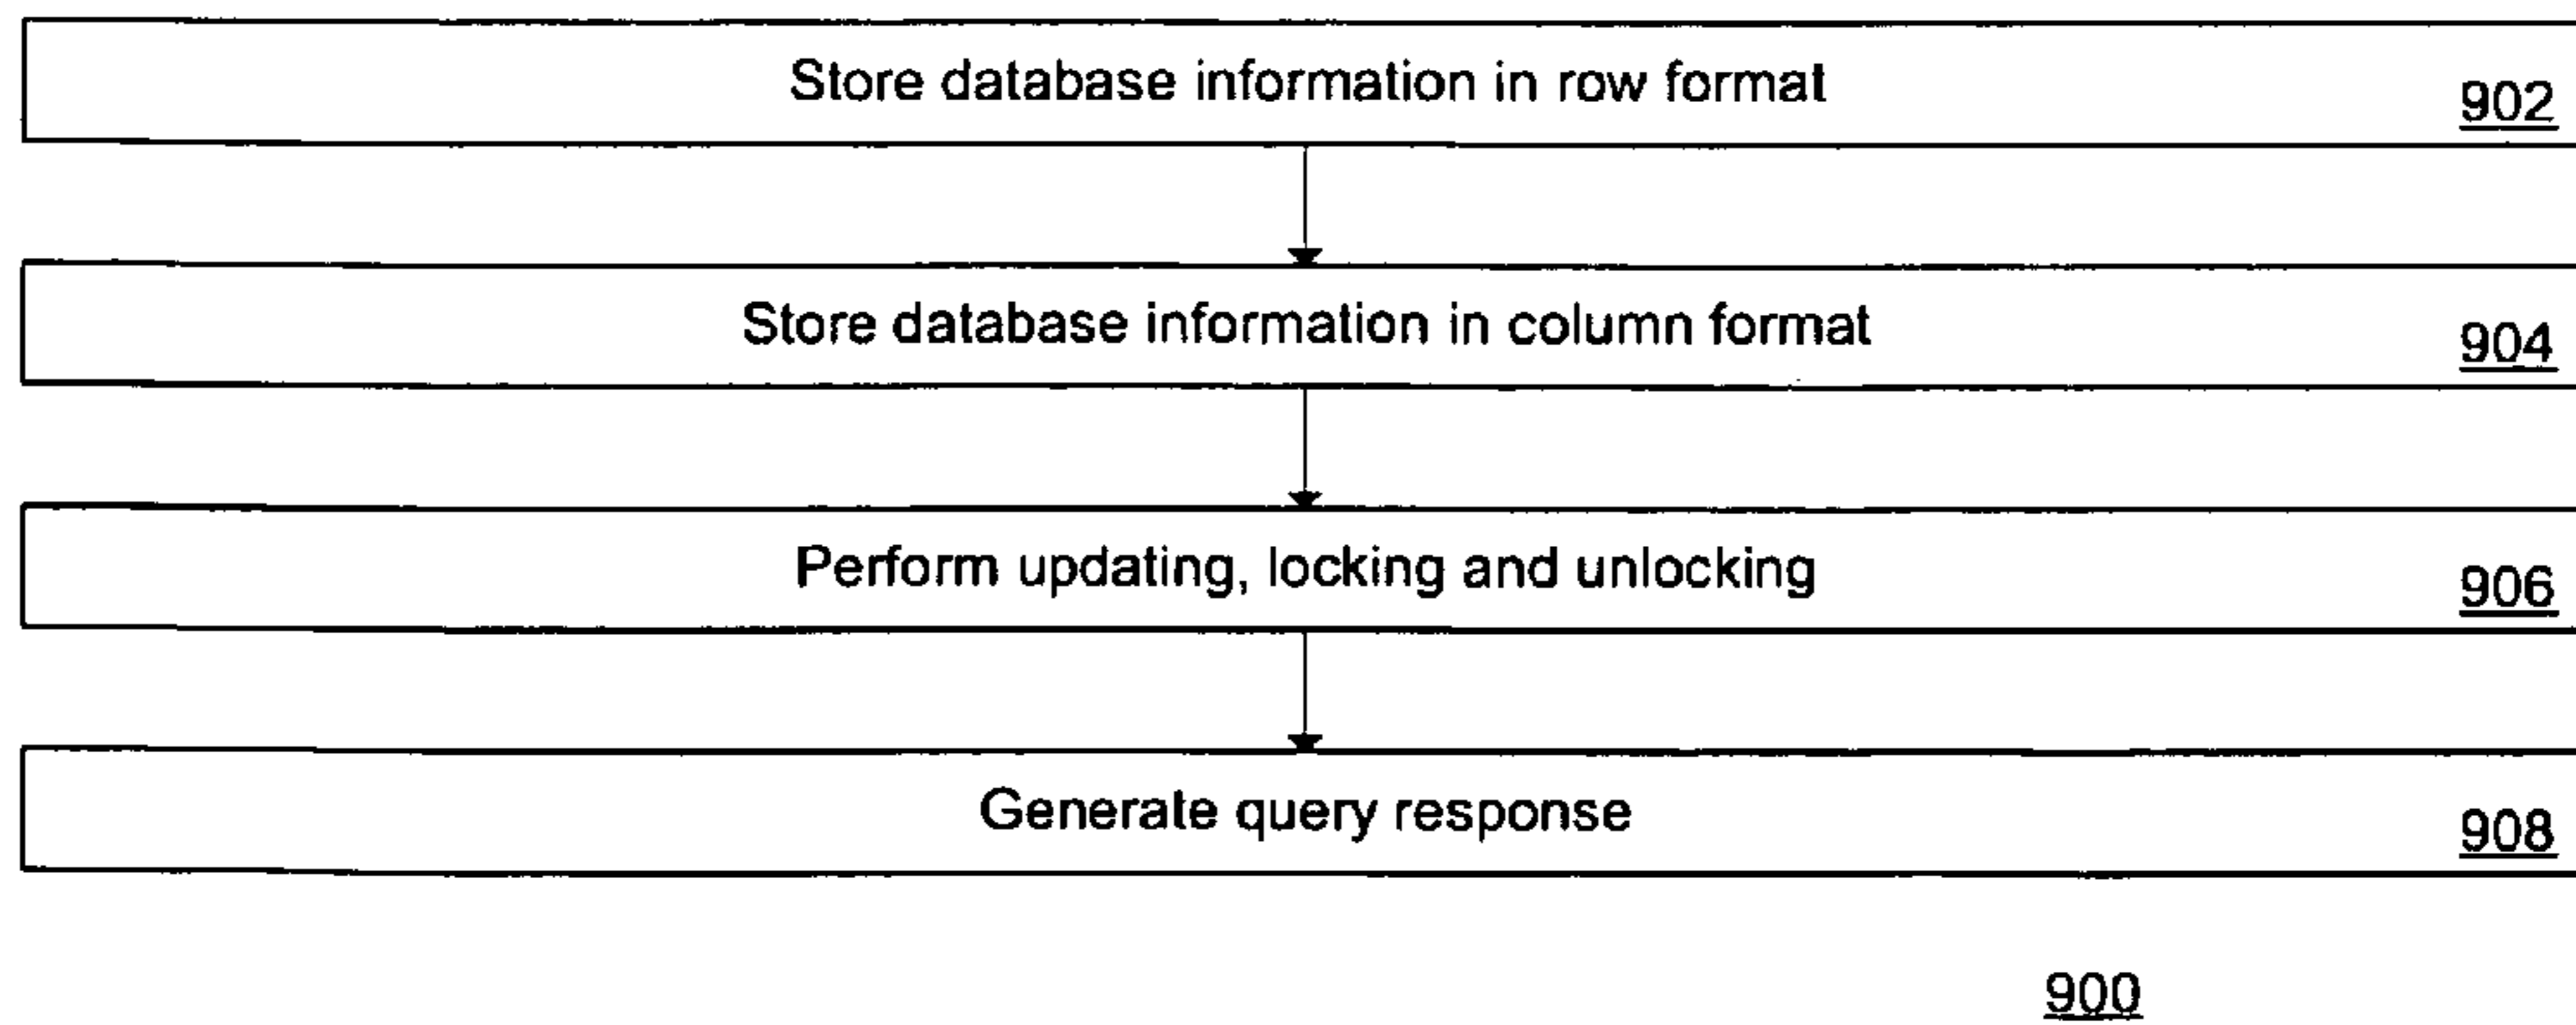 Store database information in row format
902
Store database information in column format
904
Perform updating, locking and unlocking
906
Generate query response
908
900